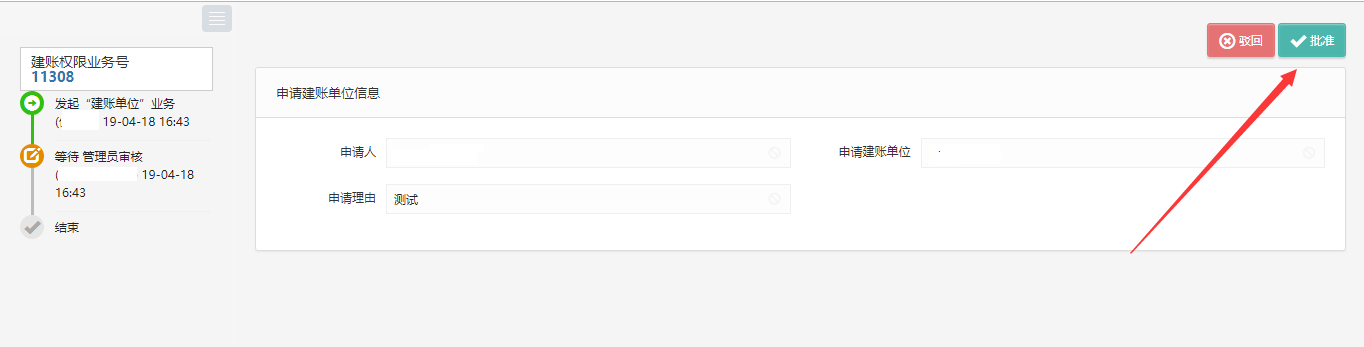 驳回
批准
建账权限业务号
11308
发起“建账单位”业务
( 19-04-18 16:43
等待 管理员审核
( 19-04-18
16:43
结束
申请建账单位信息
申请人
申请建账单位
申请理由 测试